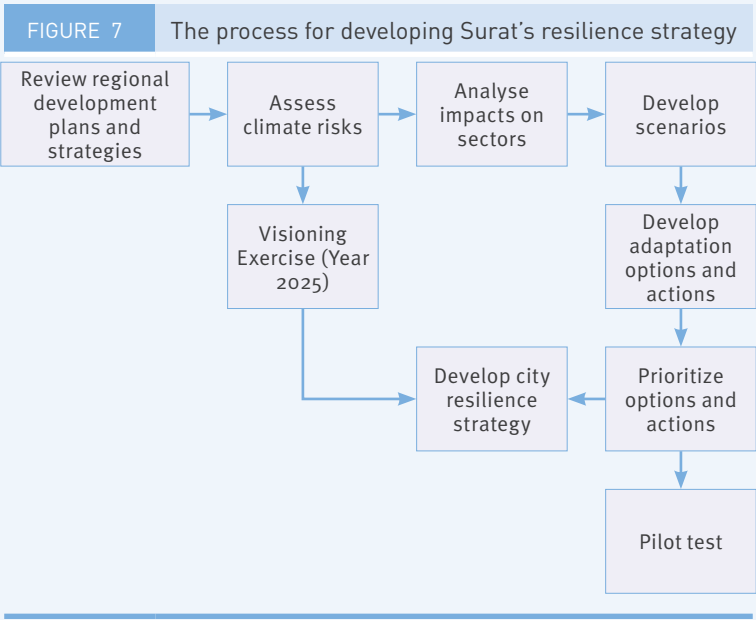 FIGURE 7
The process for developing Surat's resilience strategy
Review regional
development
plans and
strategies
Assess
climate risks
Analyse
impacts on
sectors
Develop
scenarios
Visioning
Exercise (Year
2025)
Develop
adaptation
options and
actions
Develop city
resilience
strategy
Prioritize
options and
actions
Pilot test